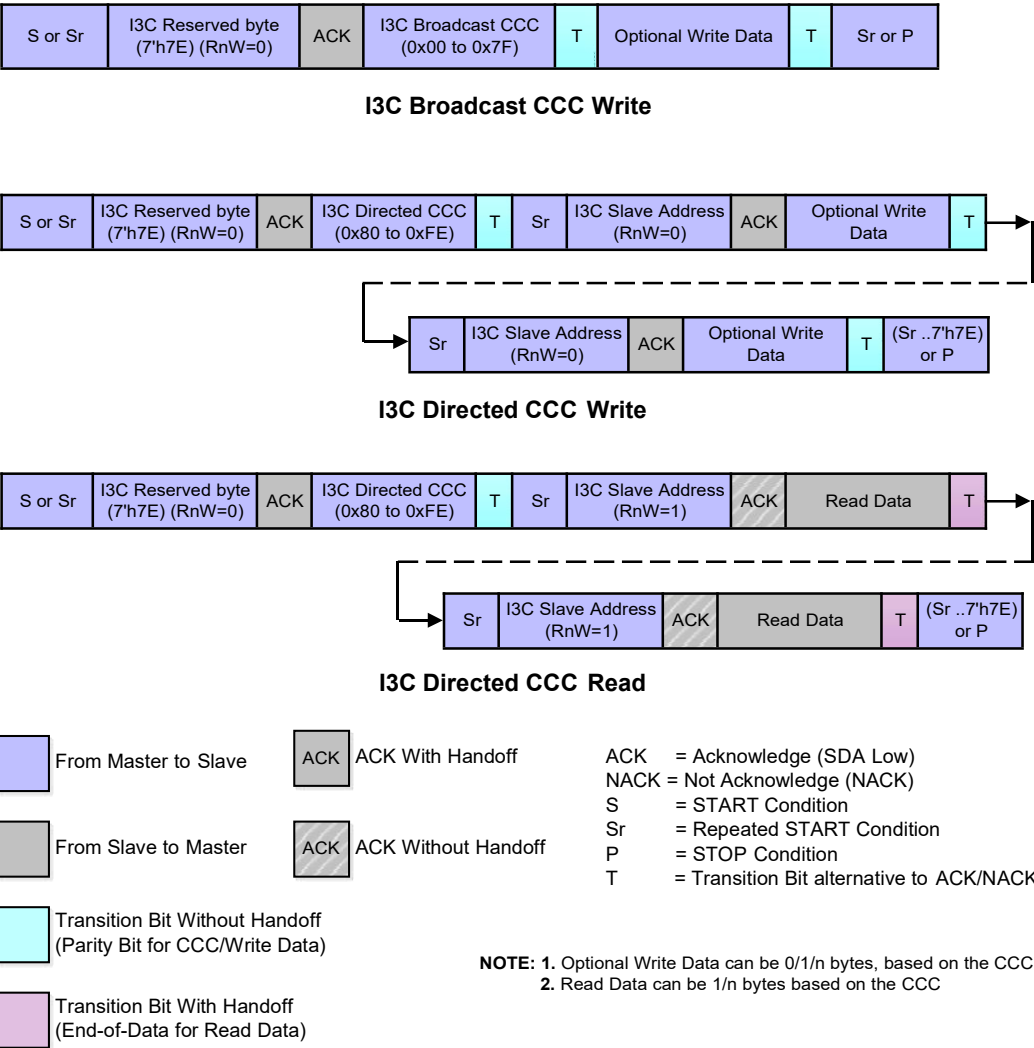 S or Sr
I3C Reserved byte
(7'h7E) (RnW=0)
ACK
I3C Broadcast CCC
(0x00 to 0x7F)
T
Optional Write Data
T
Sr or P
I3C Broadcast CCC Write
S or Sr
I3C Reserved byte
(7'h7E) (RnW=0)
ACK
I3C Directed CCC
(0x80 to 0xFE)
T
Sr
I3C Slave Address
(RnW=0)
ACK
Optional Write
Data
T
Sr
I3C Slave Address
(RnW=0)
ACK
Optional Write
Data
T
(Sr ..7'h7E)
or P
I3C Directed CCC Write
S or Sr
I3C Reserved byte
(7'h7E) (RnW=0)
ACK
I3C Directed CCC
(0x80 to 0xFE)
T
Sr
I3C Slave Address
(RnW=1)
ACK
Read Data
T
Sr
I3C Slave Address
(RnW=1)
ACK
Read Data
T
(Sr ..7'h7E)
or P
I3C Directed CCC Read
From Master to Slave
ACK
ACK With Handoff
From Slave to Master
ACK
ACK Without Handoff
Transition Bit Without Handoff
(Parity Bit for CCC/Write Data)
Transition Bit With Handoff
(End-of-Data for Read Data)
ACK = Acknowledge (SDA Low)
NACK = Not Acknowledge (NACK)
S = START Condition
Sr = Repeated START Condition
P = STOP Condition
T = Transition Bit alternative to ACK/NACK
NOTE: 1. Optional Write Data can be 0/1/n bytes, based on the CCC
2. Read Data can be 1/n bytes based on the CCC